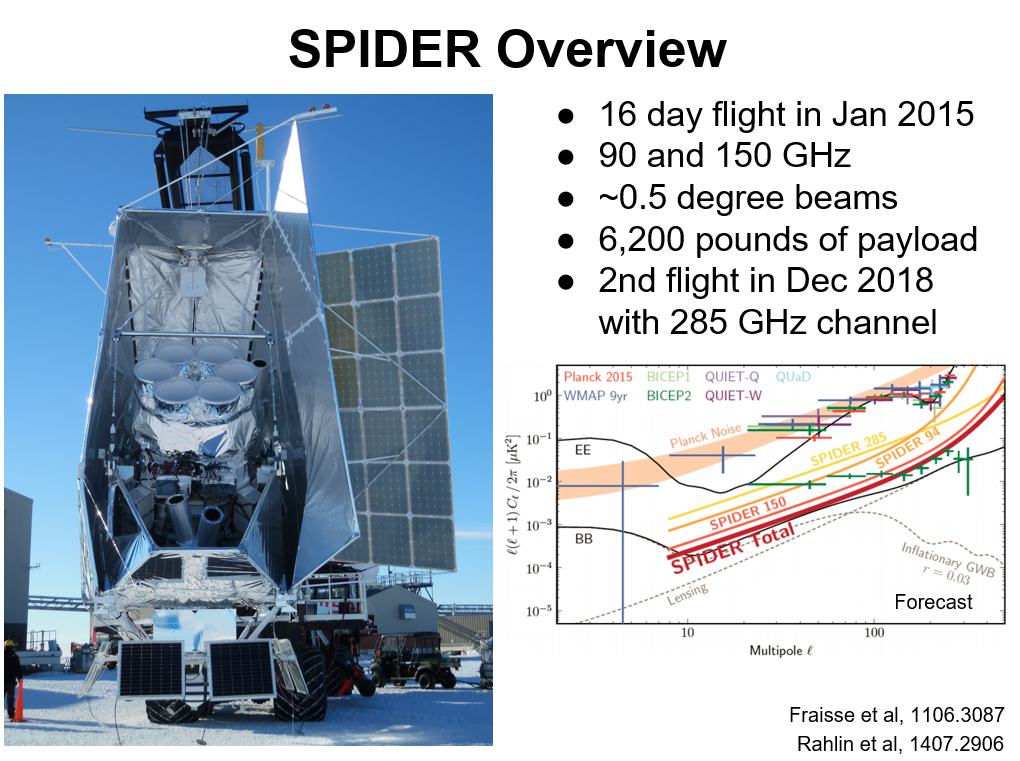 SPIDER Overview
● 16 day flight in Jan 2015
● 90 and 150 GHz
● ~0.5 degree beams
● 6,200 pounds of payload
● 2nd flight in Dec 2018
with 285 GHz channel
Planck 2015 BICEP1 QUIET-Q QUaD
WMAP 9yr BICEP2 QUIET-W
10⁰
10⁻¹
10⁻²
10⁻³
10⁻⁴
10⁻⁵
ℓ(ℓ + 1) Cℓ / 2π [μK²]
Planck Noise
EE
SPIDER 285
SPIDER 94
SPIDER 150
BB
SPIDER Total
Inflationary GWB
r = 0.03
Lensing
Forecast
10 100
Multipole ℓ
Fraisse et al, 1106.3087
Rahlin et al, 1407.2906